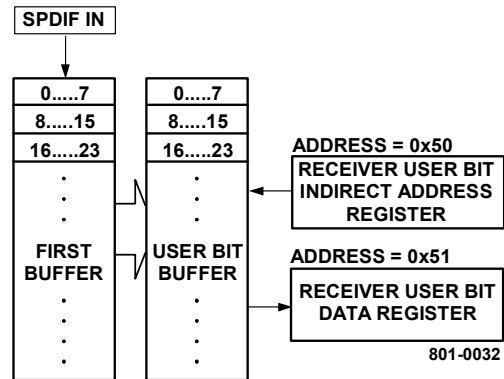 SPDIF IN
0.....7
8.....15
16.....23
FIRST
BUFFER
0.....7
8.....15
16.....23
USER BIT
BUFFER
ADDRESS = 0x50
RECEIVER USER BIT
INDIRECT ADDRESS
REGISTER
ADDRESS = 0x51
RECEIVER USER BIT
DATA REGISTER
801-0032